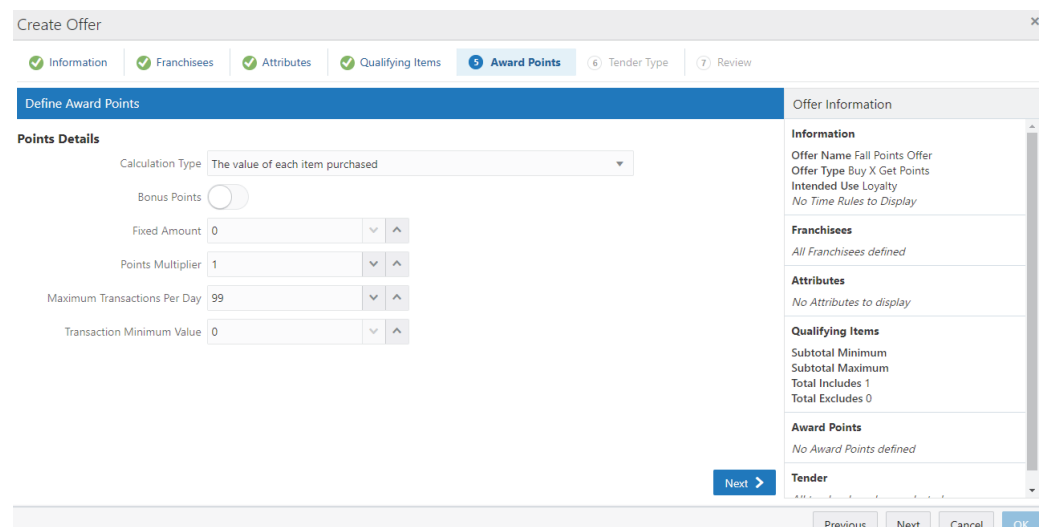 Create Offer
Information
Franchisees
Attributes
Qualifying Items
5 Award Points
6 Tender Type
7 Review
Define Award Points
Points Details
Calculation Type The value of each item purchased
Bonus Points
Fixed Amount 0
Points Multiplier 1
Maximum Transactions Per Day 99
Transaction Minimum Value 0
Next
Offer Information
Information
Offer Name Fall Points Offer
Offer Type Buy X Get Points
Intended Use Loyalty
No Time Rules to Display
Franchisees
All Franchisees defined
Attributes
No Attributes to display
Qualifying Items
Subtotal Minimum
Subtotal Maximum
Total Includes 1
Total Excludes 0
Award Points
No Award Points defined
Tender
Previous
Next
Cancel
OK